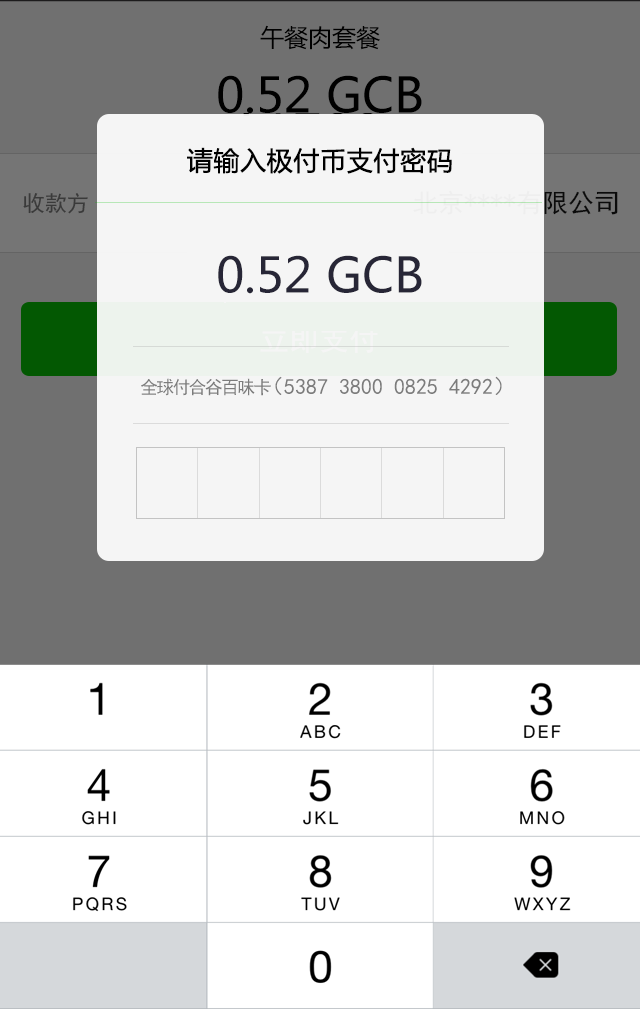 午餐肉套餐
0.52 GCB
请输入极付币支付密码
收款方
北京****有限公司
0.52 GCB
立即支付
全球付合谷百味卡(5387 3800 0825 4292)
1
2
3
ABC
DEF
4
5
6
GHI
JKL
MNO
7
8
9
PQRS
TUV
WXYZ
0